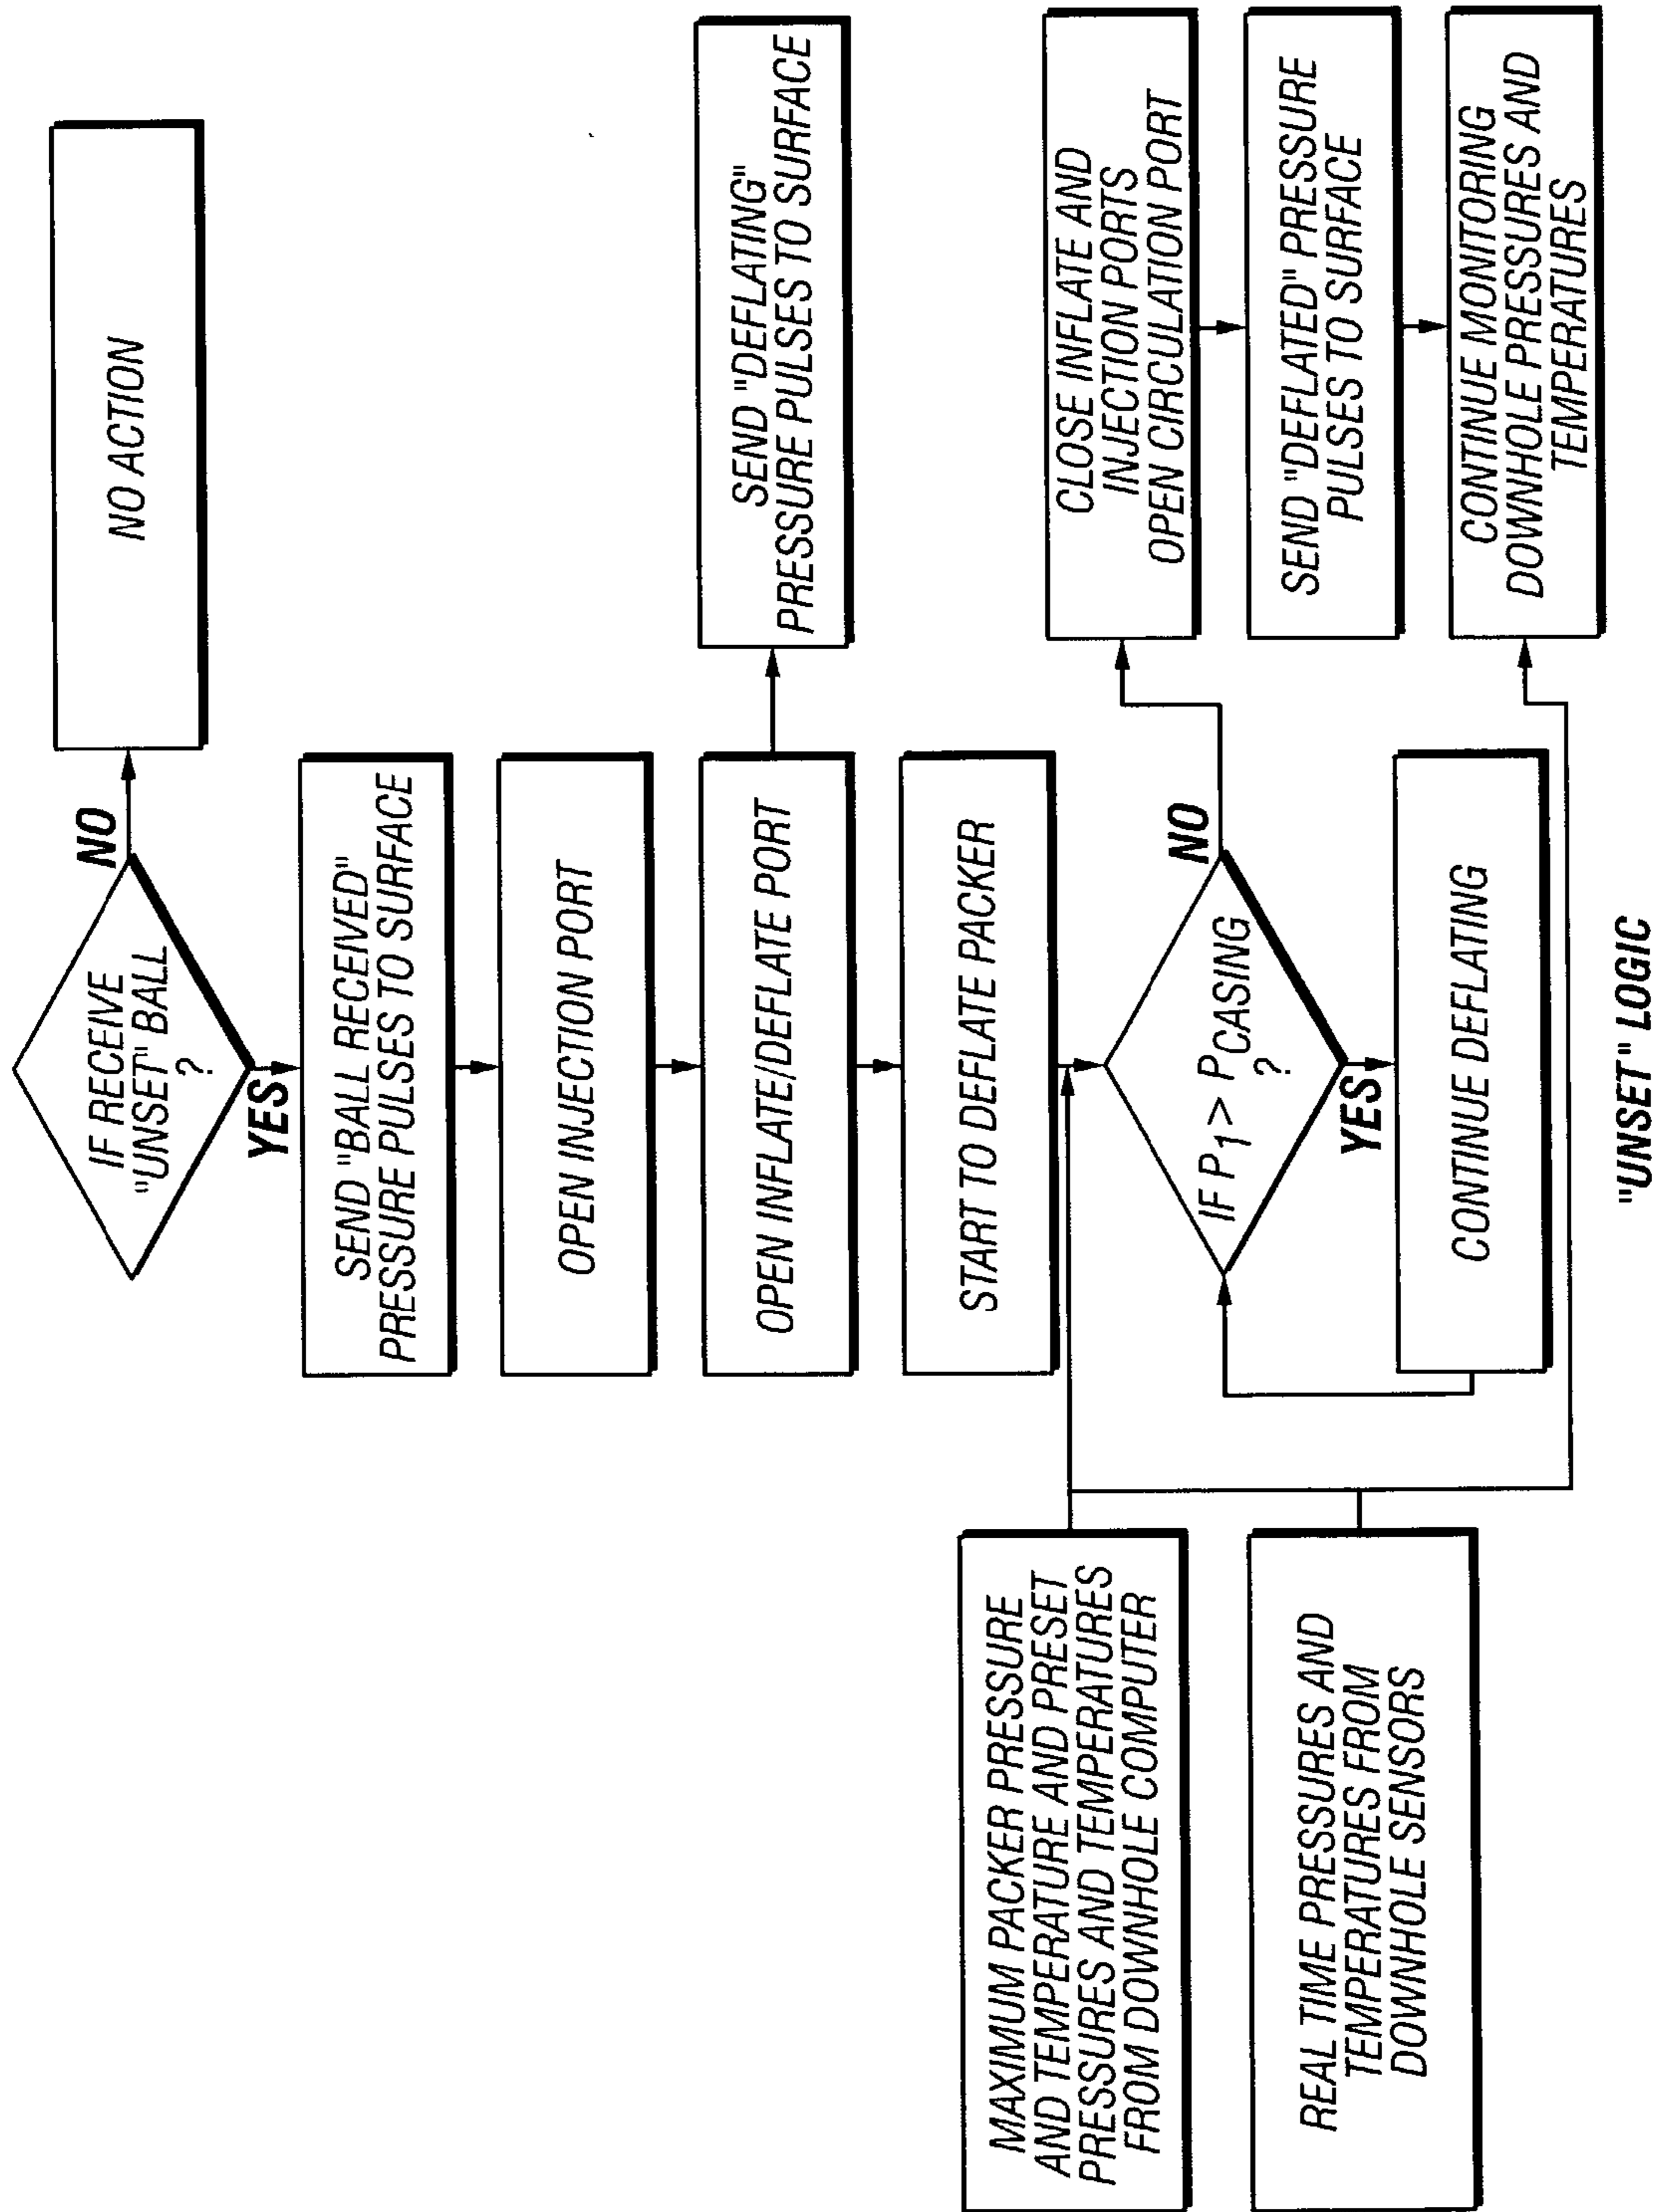 IF RECEIVE
"UNSET" BALL
?
NO
NO ACTION
YES
SEND "BALL RECEIVED"
PRESSURE PULSES TO SURFACE
OPEN INJECTION PORT
OPEN INFLATE/DEFLATE PORT
SEND "DEFLATING"
PRESSURE PULSES TO SURFACE
START TO DEFLATE PACKER
MAXIMUM PACKER PRESSURE
AND TEMPERATURE AND PRESET
PRESSURES AND TEMPERATURES
FROM DOWNHOLE COMPUTER
IF P1 > PCASING
?
NO
CLOSE INFLATE AND
INJECTION PORTS
OPEN CIRCULATION PORT
YES
SEND "DEFLATED" PRESSURE
PULSES TO SURFACE
REAL TIME PRESSURES AND
TEMPERATURES FROM
DOWNHOLE SENSORS
CONTINUE DEFLATING
CONTINUE MONITORING
DOWNHOLE PRESSURES AND
TEMPERATURES
"UNSET" LOGIC